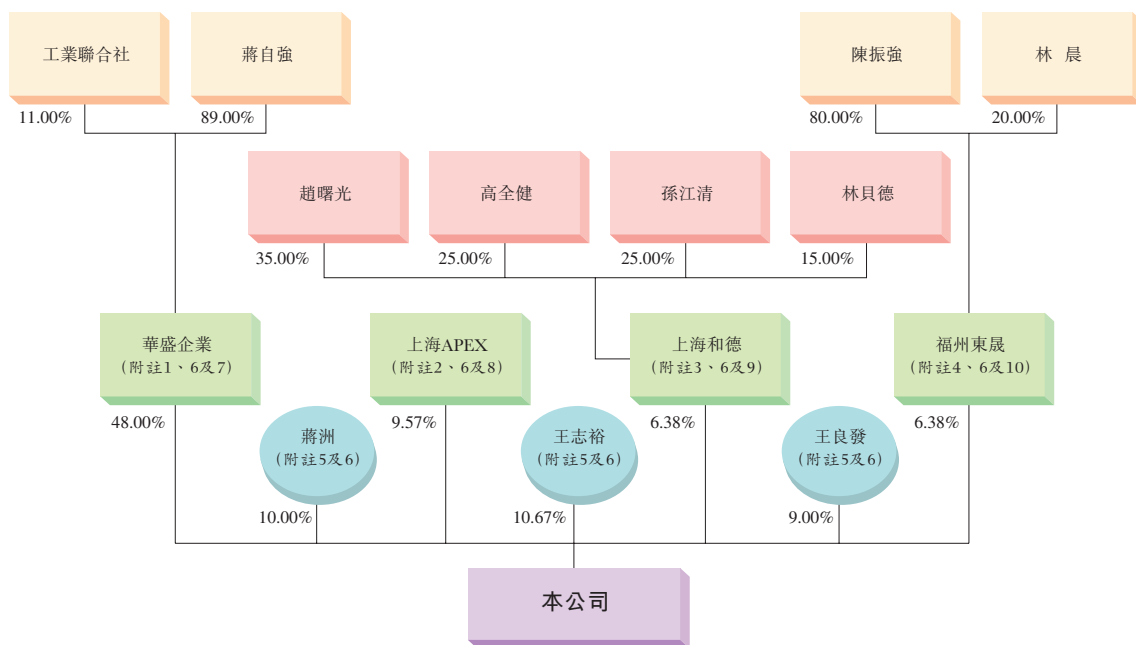 工業聯合社
蔣自強
陳振強
林 晨
11.00%
89.00%
80.00%
20.00%
趙曙光
高全健
孫江清
林貝德
35.00%
25.00%
25.00%
15.00%
華盛企業
(附註1、6及7)
上海APEX
(附註2、6及8)
上海和德
(附註3、6及9)
福州東晟
(附註4、6及10)
48.00%
9.57%
6.38%
6.38%
蔣洲
(附註5及6)
王志裕
(附註5及6)
王良發
(附註5及6)
10.00%
10.67%
9.00%
本公司